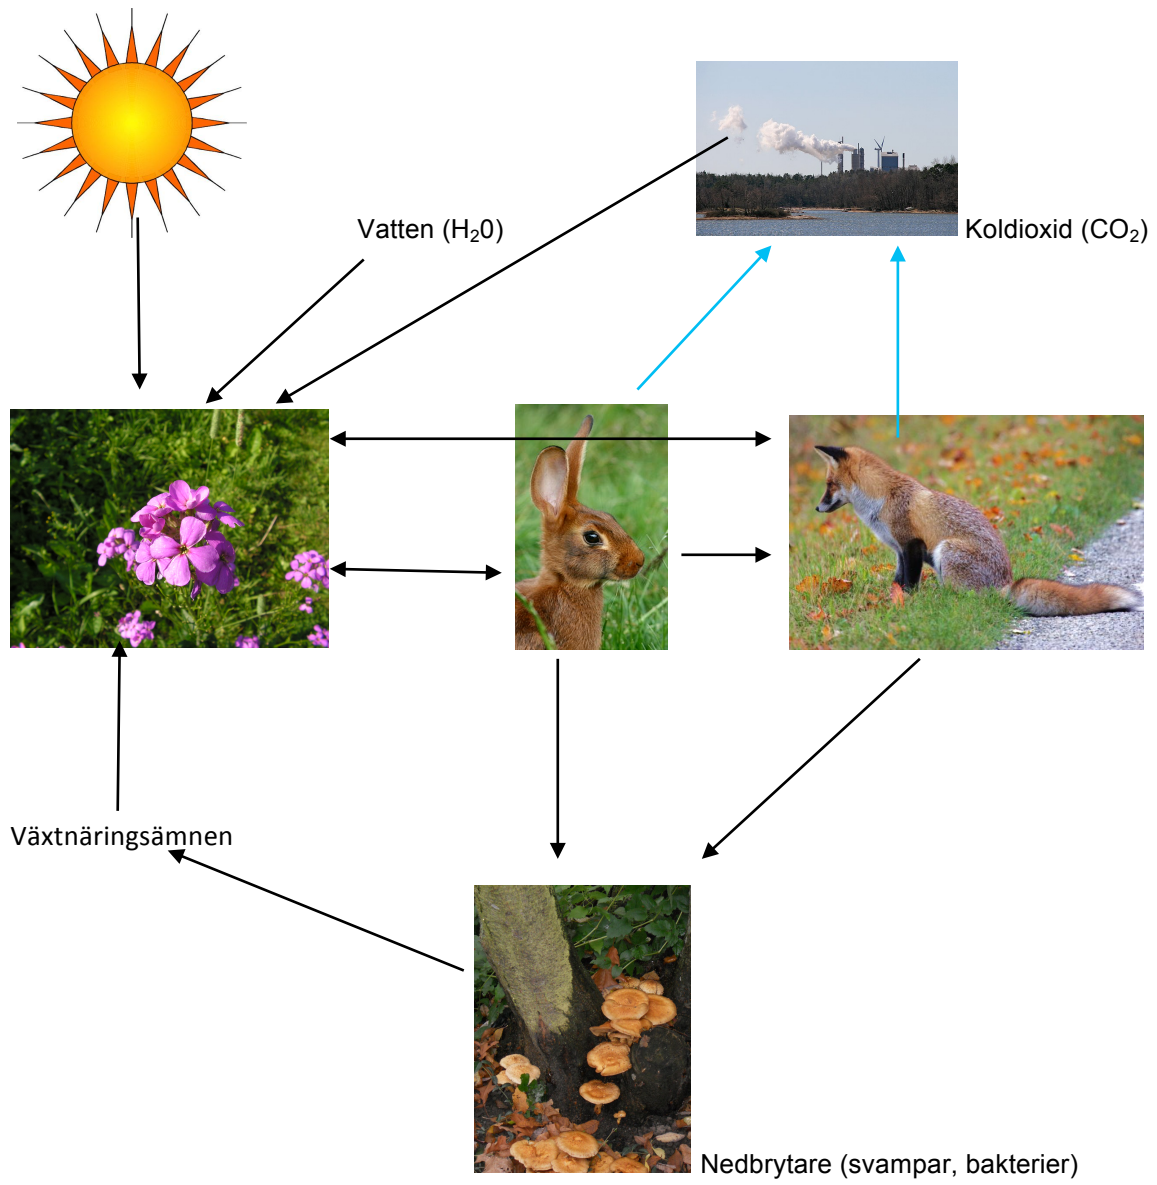 Vatten (H₂0)
Koldioxid (CO₂)
Växtnäringsämnen
Nedbrytare (svampar, bakterier)